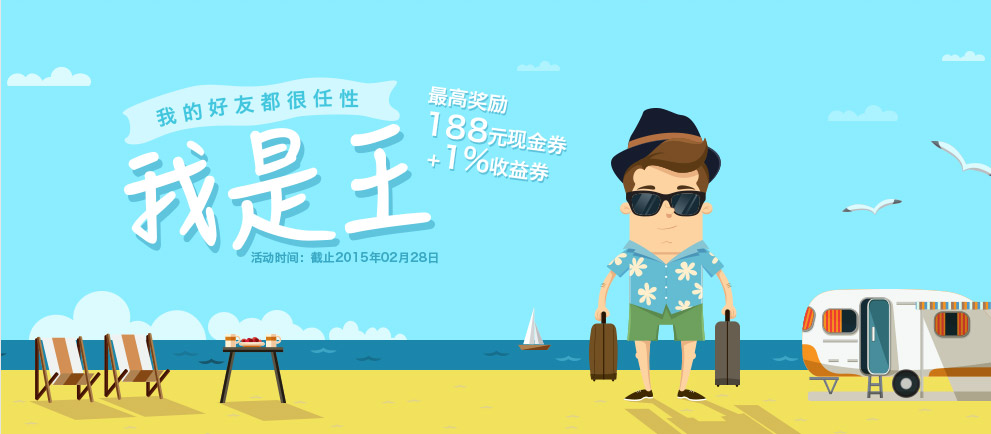 我的好友都很任性
我是王
最高奖励
188元现金券
+1%收益券
活动时间：截止2015年02月28日